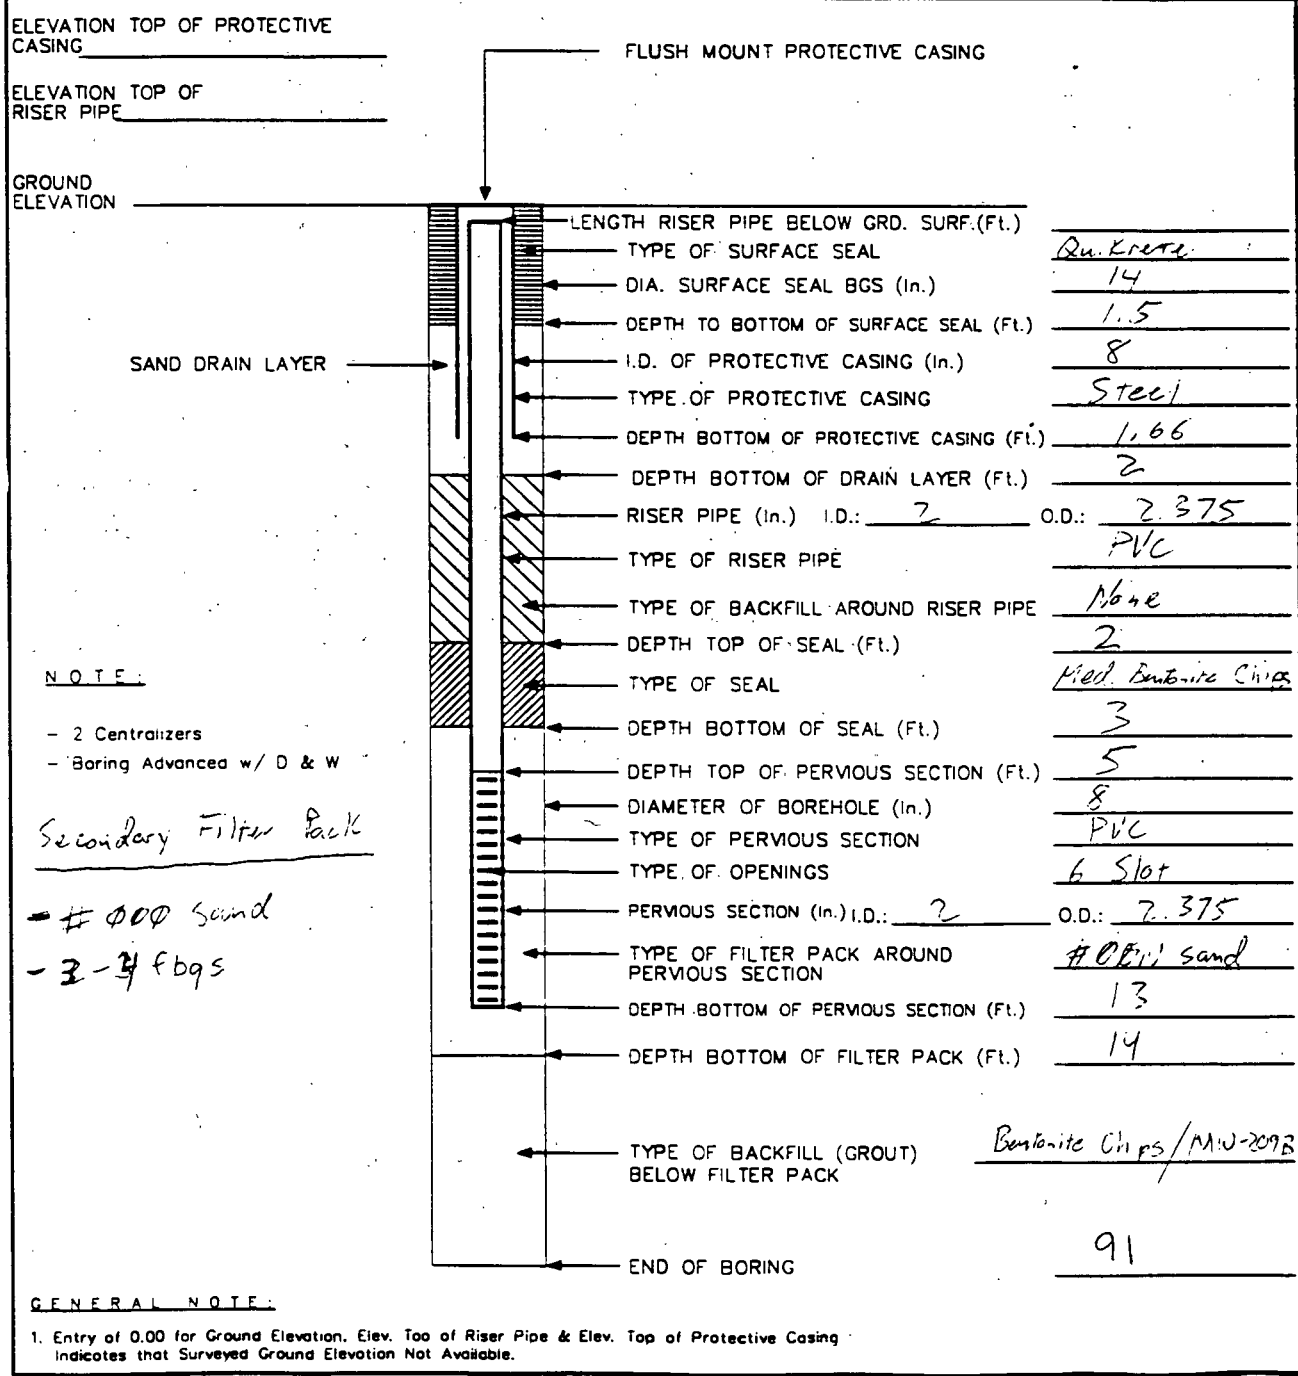 ELEVATION TOP OF PROTECTIVE
CASING
FLUSH MOUNT PROTECTIVE CASING
ELEVATION TOP OF
RISER PIPE
GROUND
ELEVATION
LENGTH RISER PIPE BELOW GRD. SURF.(Ft.)
TYPE OF SURFACE SEAL Quikrete
DIA. SURFACE SEAL BGS (In.) 14
DEPTH TO BOTTOM OF SURFACE SEAL (Ft.) 1.5
SAND DRAIN LAYER
I.D. OF PROTECTIVE CASING (In.) 8
TYPE OF PROTECTIVE CASING Steel
DEPTH BOTTOM OF PROTECTIVE CASING (Ft.) 1.66
DEPTH BOTTOM OF DRAIN LAYER (Ft.) 2
RISER PIPE (In.) I.D.: 2 O.D.: 2.375
TYPE OF RISER PIPE PVC
TYPE OF BACKFILL AROUND RISER PIPE None
DEPTH TOP OF SEAL (Ft.) 2
NOTE:
TYPE OF SEAL Med. Bentonite Chips
DEPTH BOTTOM OF SEAL (Ft.) 3
- 2 Centralizers
- Boring Advanced w/ D & W
DEPTH TOP OF PERVIOUS SECTION (Ft.) 5
DIAMETER OF BOREHOLE (In.) 8
Secondary Filter Pack
TYPE OF PERVIOUS SECTION PVC
TYPE OF OPENINGS 6 Slot
- # 000 Sand
PERVIOUS SECTION (In.) I.D.: 2 O.D.: 2.375
- 3-4 fbgs
TYPE OF FILTER PACK AROUND
PERVIOUS SECTION sand
DEPTH BOTTOM OF PERVIOUS SECTION (Ft.) 13
DEPTH BOTTOM OF FILTER PACK (Ft.) 14
TYPE OF BACKFILL (GROUT)
BELOW FILTER PACK Bentonite Chips/MW-209B
END OF BORING 91
GENERAL NOTE:
1. Entry of 0.00 for Ground Elevation, Elev. Top of Riser Pipe & Elev. Top of Protective Casing
Indicates that Surveyed Ground Elevation Not Available.